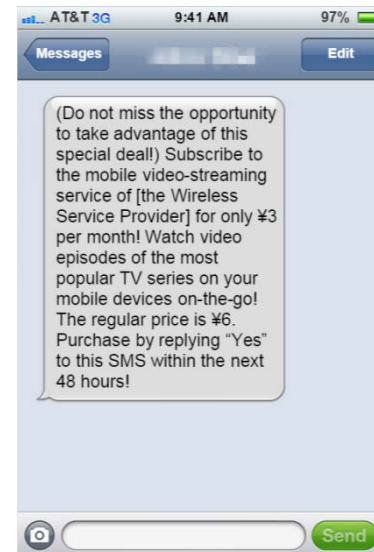 AT&T 3G 9:41 AM 97%
Messages Edit
(Do not miss the opportunity
to take advantage of this
special deal!) Subscribe to
the mobile video-streaming
service of [the Wireless
Service Provider] for only ¥3
per month! Watch video
episodes of the most
popular TV series on your
mobile devices on-the-go!
The regular price is ¥6.
Purchase by replying “Yes”
to this SMS within the next
48 hours!
Send